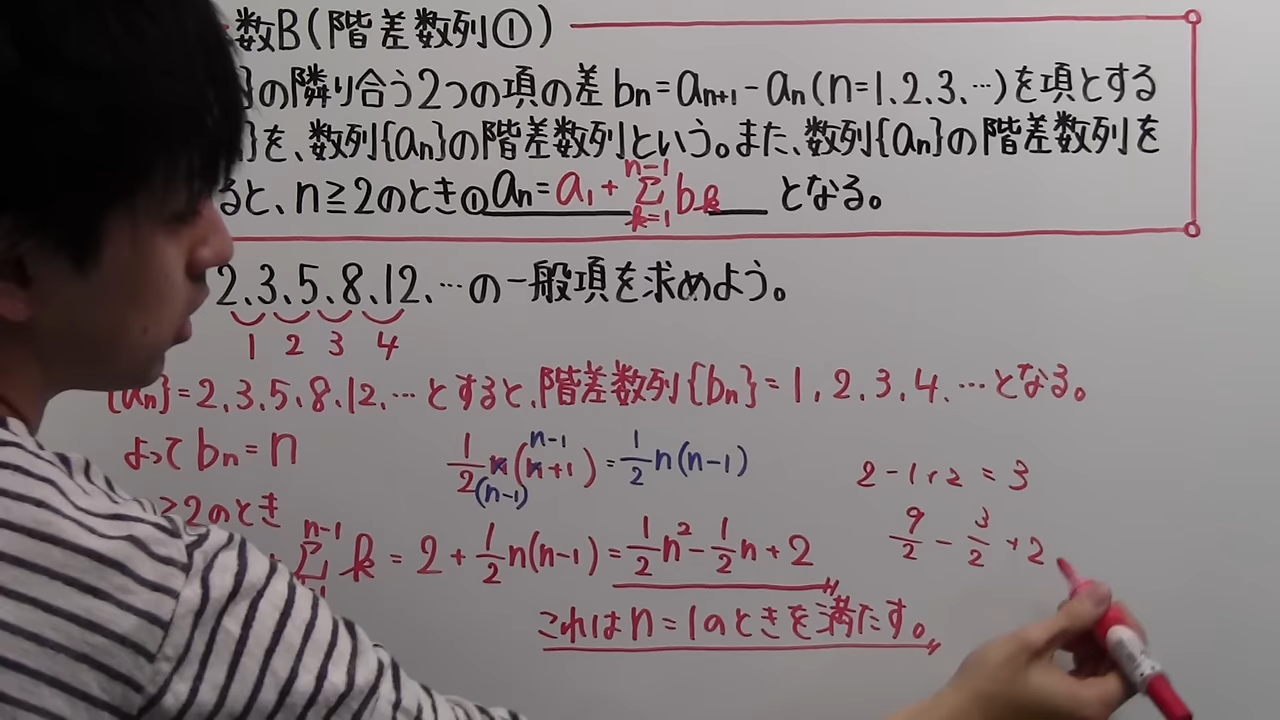 数B(階差数列①)
の隣り合う2つの項の差 bn=an+1-an(n=1.2.3.…)を項とする
}を、数列{an}の階差数列という。また、数列{an}の階差数列を
ると、n≧2のとき① an=a1+Σ[k=1, n-1] bk となる。
2.3.5.8.12.…の一般項を求めよう。
1 2 3 4
{an}=2.3.5.8.12.…とすると、階差数列{bn}=1.2.3.4.…となる。
よって bn=n
1/2 n(n+1) n-1 (n-1) =1/2 n(n-1)
2-1+2=3
≧2のとき
9/2-3/2+2
Σ[n-1] k=2+1/2 n(n-1)=1/2 n²-1/2 n+2
これはn=1のときを満たす。